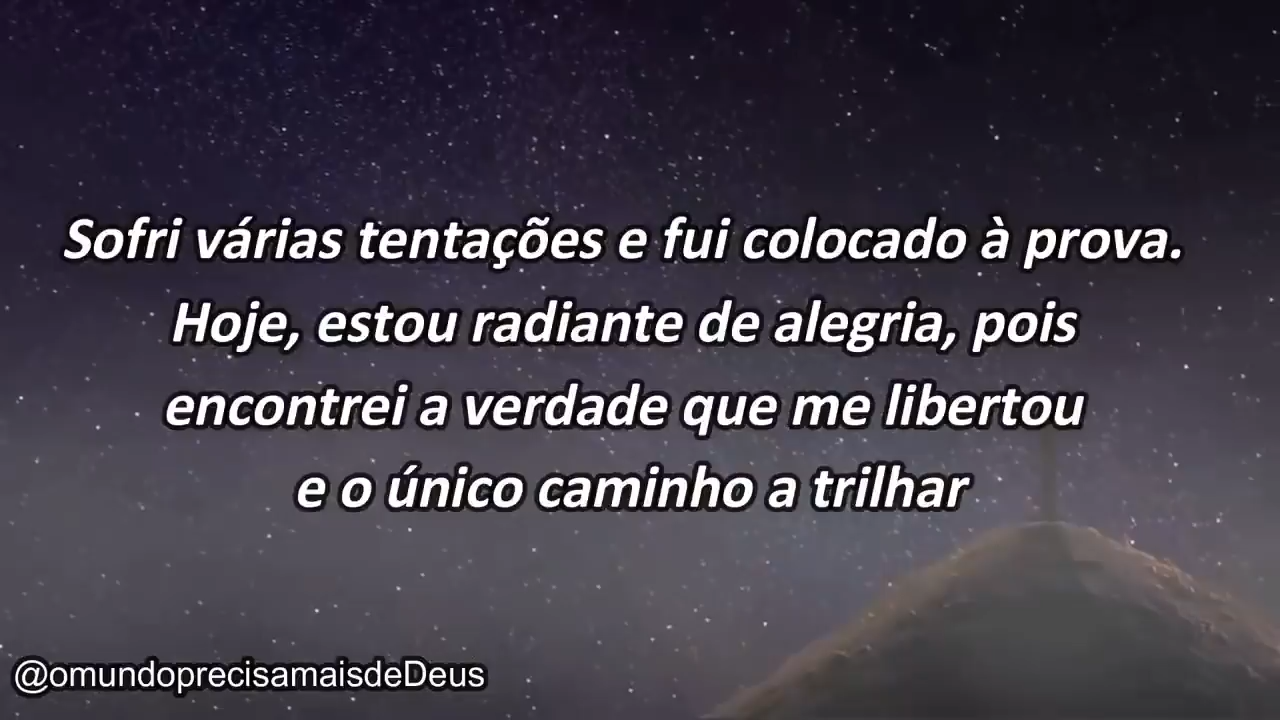 Sofri várias tentações e fui colocado à prova.
Hoje, estou radiante de alegria, pois
encontrei a verdade que me libertou
e o único caminho a trilhar
@omundoprecisamaisdeDeus